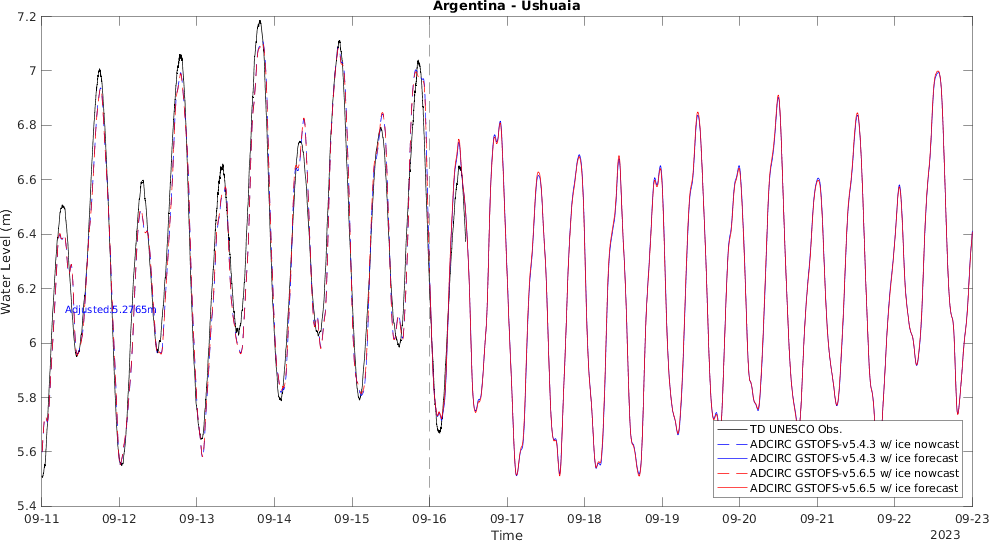 Argentina - Ushuaia
7.2
7
6.8
6.6
6.4
6.2
6
5.8
5.6
5.4
Water Level (m)
Adjusted:5.2765m
TD UNESCO Obs.
ADCIRC GSTOFS-v5.4.3 w/ ice nowcast
ADCIRC GSTOFS-v5.4.3 w/ ice forecast
ADCIRC GSTOFS-v5.6.5 w/ ice nowcast
ADCIRC GSTOFS-v5.6.5 w/ ice forecast
09-11 09-12 09-13 09-14 09-15 09-16 09-17 09-18 09-19 09-20 09-21 09-22 09-23
Time
2023